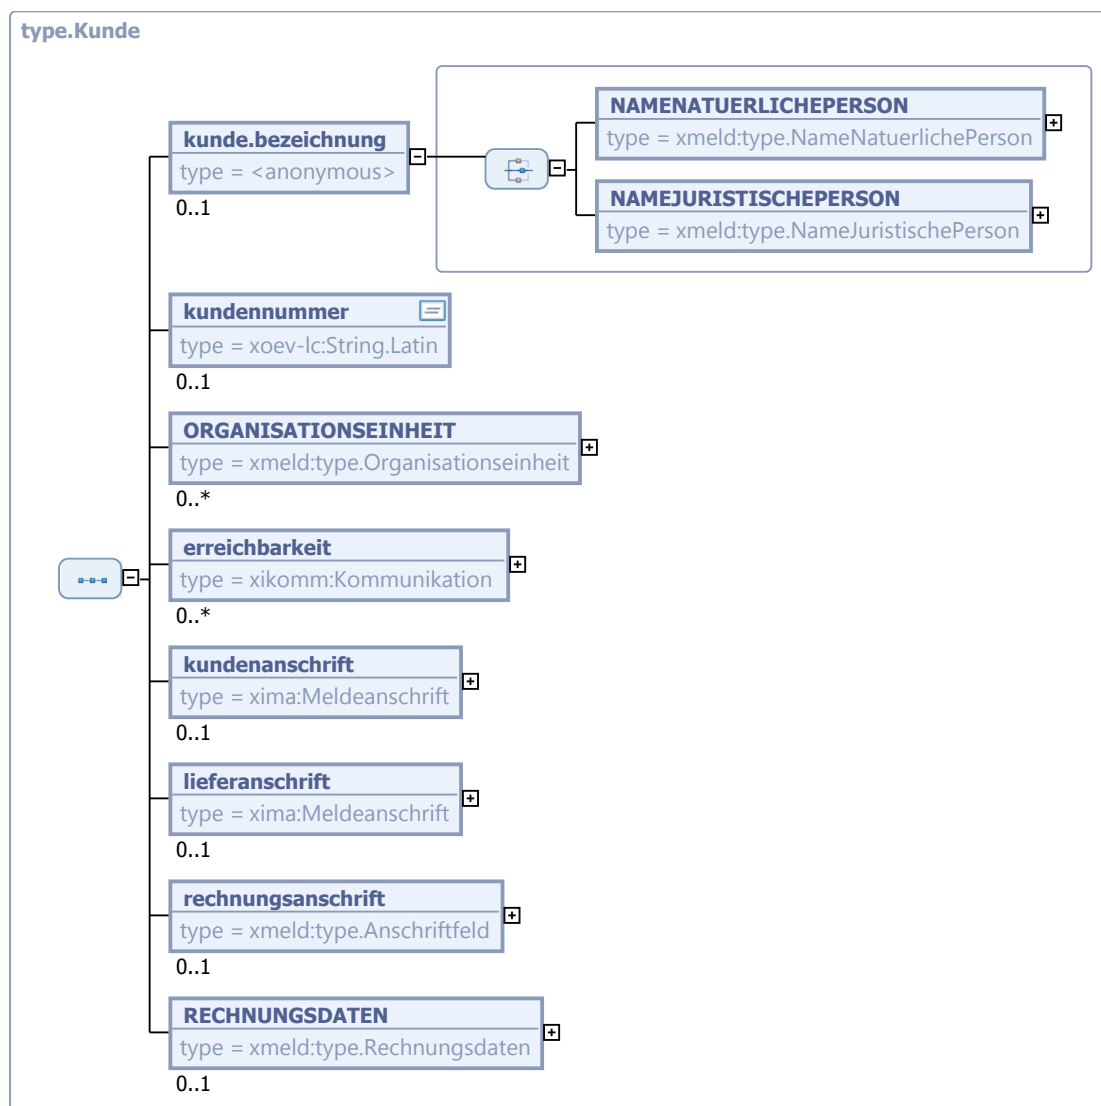 type.Kunde
kunde.bezeichnung
type = <anonymous>
0..1
NAMENATUERLICHEPERSON
type = xmeld:type.NameNatuerlichePerson
NAMEJURISTISCHEPERSON
type = xmeld:type.NameJuristischePerson
kundennummer
type = xoev-lc:String.Latin
0..1
ORGANISATIONSEINHEIT
type = xmeld:type.Organisationseinheit
0..*
erreichbarkeit
type = xikomm:Kommunikation
0..*
kundenanschrift
type = xima:Meldeanschrift
0..1
lieferanschrift
type = xima:Meldeanschrift
0..1
rechnungsanschrift
type = xmeld:type.Anschriftfeld
0..1
RECHNUNGSDATEN
type = xmeld:type.Rechnungsdaten
0..1